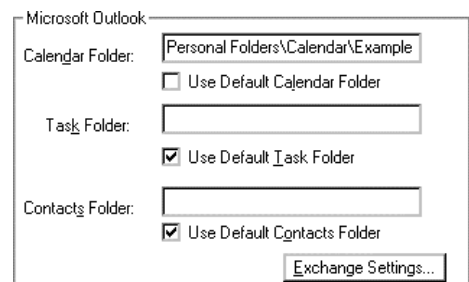 Microsoft Outlook
Calendar Folder: Personal Folders\Calendar\Example
Use Default Calendar Folder
Task Folder:
Use Default Task Folder
Contacts Folder:
Use Default Contacts Folder
Exchange Settings...